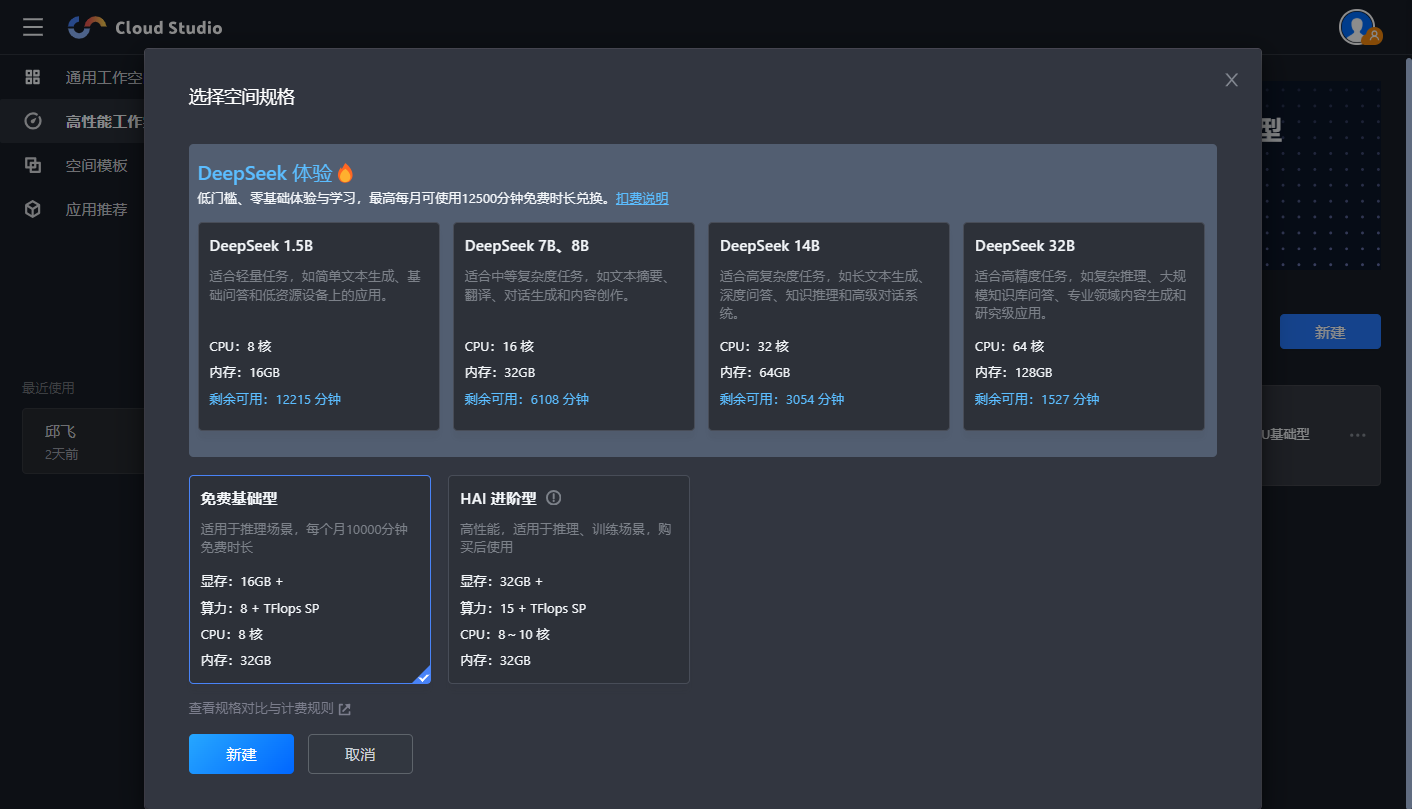 Cloud Studio
通用工作空
高性能工作
空间模板
应用推荐
最近使用
邱飞
2天前
选择空间规格
DeepSeek 体验
低门槛、零基础体验与学习，最高每月可使用12500分钟免费时长兑换。扣费说明
DeepSeek 1.5B
适合轻量任务，如简单文本生成、基
础问答和低资源设备上的应用。
CPU：8 核
内存：16GB
剩余可用：12215 分钟
DeepSeek 7B、8B
适合中等复杂度任务，如文本摘要、
翻译、对话生成和内容创作。
CPU：16 核
内存：32GB
剩余可用：6108 分钟
DeepSeek 14B
适合高复杂度任务，如长文本生成、
深度问答、知识推理和高级对话系
统。
CPU：32 核
内存：64GB
剩余可用：3054 分钟
DeepSeek 32B
适合高精度任务，如复杂推理、大规
模知识库问答、专业领域内容生成和
研究级应用。
CPU：64 核
内存：128GB
剩余可用：1527 分钟
免费基础型
适用于推理场景，每个月10000分钟
免费时长
显存：16GB +
算力：8 + TFlops SP
CPU：8 核
内存：32GB
HAI 进阶型
高性能，适用于推理、训练场景，购
买后使用
显存：32GB +
算力：15 + TFlops SP
CPU：8 ~ 10 核
内存：32GB
查看规格对比与计费规则
新建
取消
型
新建
U基础型